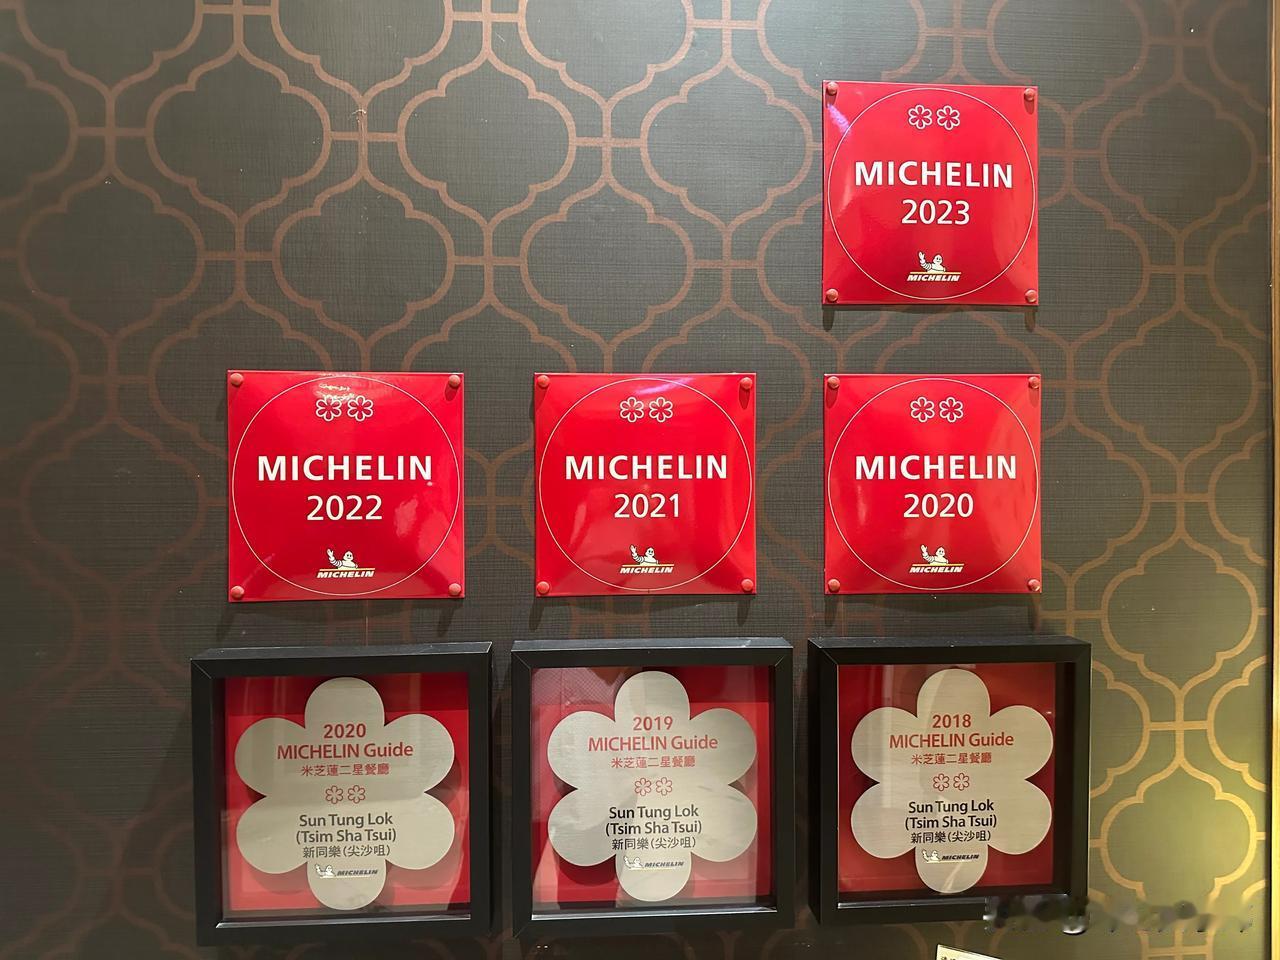 MICHELIN
2023
MICHELIN
MICHELIN
2022
MICHELIN
MICHELIN
2021
MICHELIN
MICHELIN
2020
MICHELIN
2020
MICHELIN Guide
米芝蓮二星餐廳
Sun Tung Lok
(Tsim Sha Tsui)
新同樂(尖沙咀)
MICHELIN
2019
MICHELIN Guide
米芝蓮二星餐廳
Sun Tung Lok
(Tsim Sha Tsui)
新同樂(尖沙咀)
MICHELIN
2018
MICHELIN Guide
米芝蓮二星餐廳
Sun Tung Lok
(Tsim Sha Tsui)
新同樂(尖沙咀)
MICHELIN